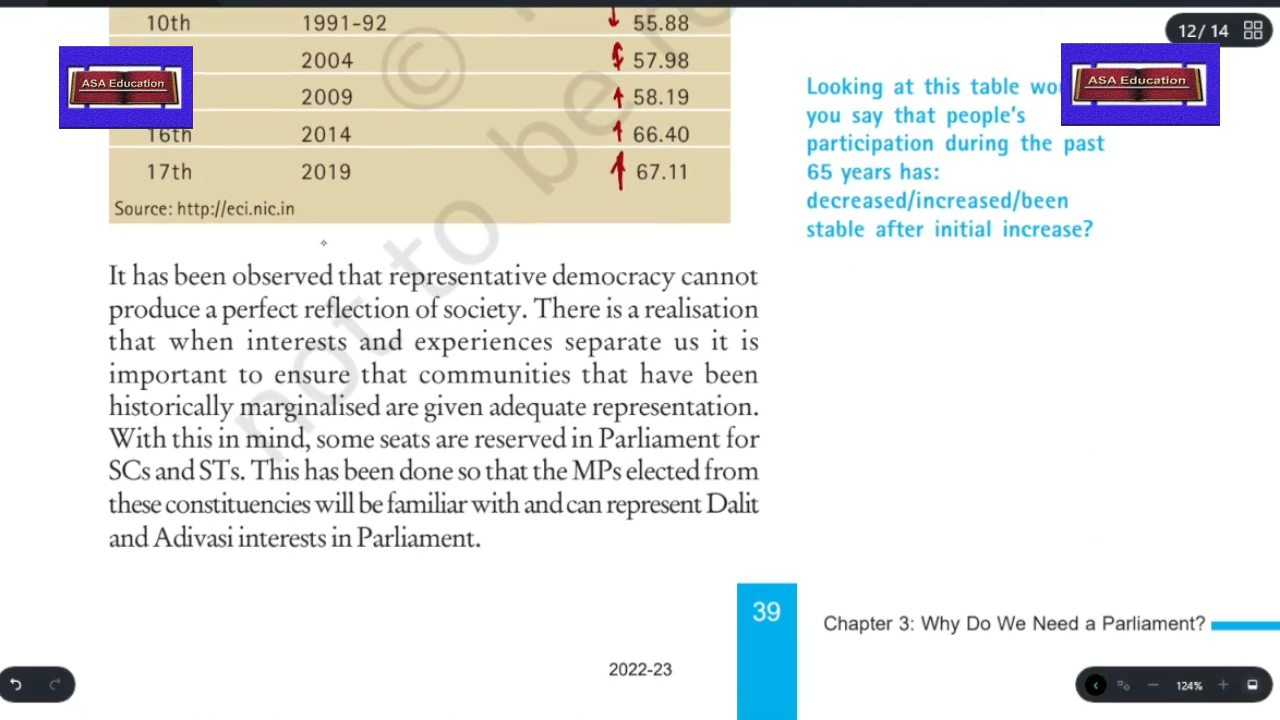 10th 1991-92 55.88
2004 57.98
2009 58.19
16th 2014 66.40
17th 2019 67.11
Source: http://eci.nic.in
ASA Education
ASA Education
12/ 14
Looking at this table wo
you say that people's
participation during the past
65 years has:
decreased/increased/been
stable after initial increase?
It has been observed that representative democracy cannot
produce a perfect reflection of society. There is a realisation
that when interests and experiences separate us it is
important to ensure that communities that have been
historically marginalised are given adequate representation.
With this in mind, some seats are reserved in Parliament for
SCs and STs. This has been done so that the MPs elected from
these constituencies will be familiar with and can represent Dalit
and Adivasi interests in Parliament.
© 
not to be
39
Chapter 3: Why Do We Need a Parliament?
2022-23
124%